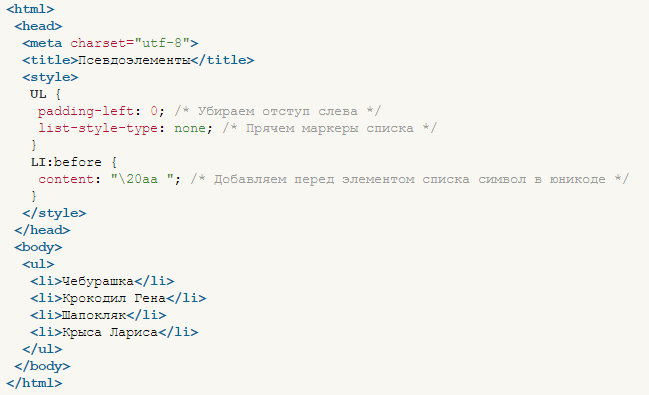 <html>
<head>
<meta charset="utf-8">
<title>Псевдоэлементы</title>
<style>
UL {
padding-left: 0; /* Убираем отступ слева */
list-style-type: none; /* Прячем маркеры списка */
}
LI:before {
content: "\20aa "; /* Добавляем перед элементом списка символ в юникоде */
}
</style>
</head>
<body>
<ul>
<li>Чебурашка</li>
<li>Крокодил Гена</li>
<li>Шапокляк</li>
<li>Крыса Лариса</li>
</ul>
</body>
</html>